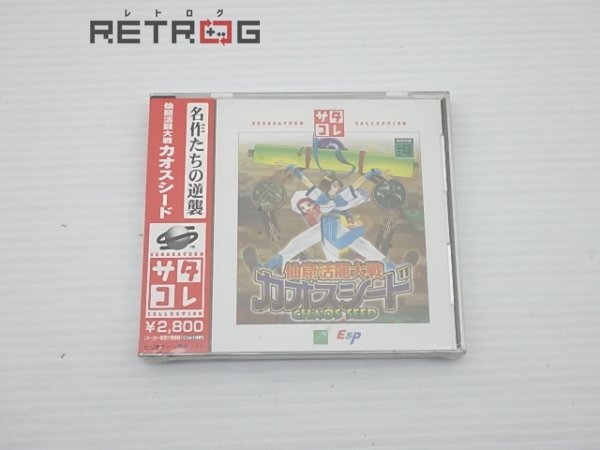 レトログ
RETROG
名作たちの逆襲
仙窟活龍大戦 カオスシード
SEGASATURN
サタコレ
COLLECTION
¥2,800
SEGASATURN
サタコレ
COLLECTION
仙窟活龍大戦
カオスシード
CHAOS SEED
Esp